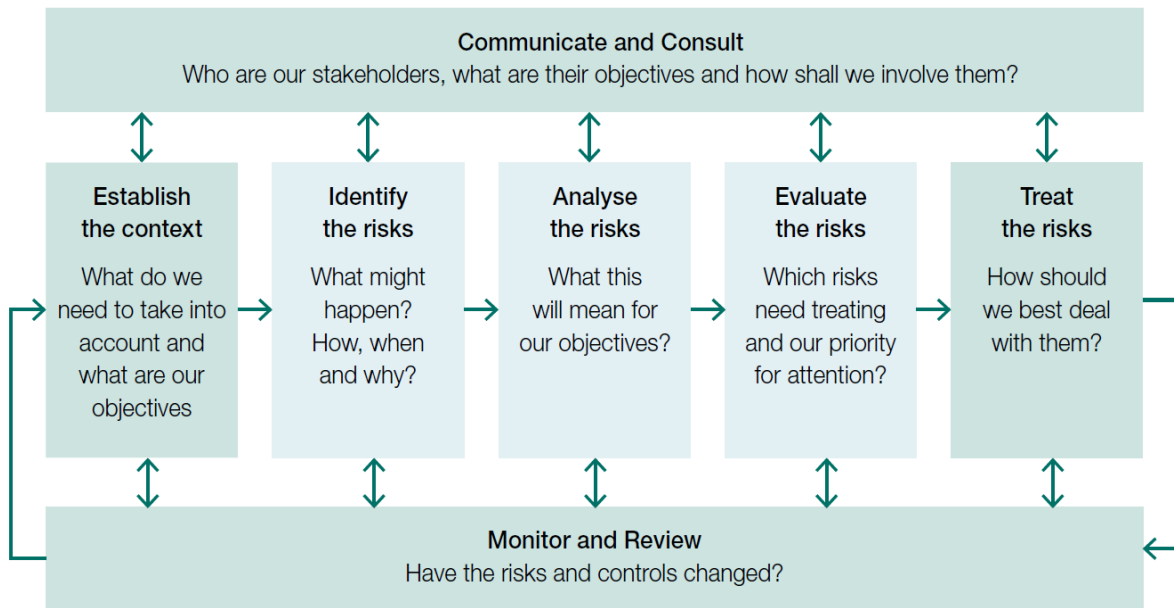 Communicate and Consult
Who are our stakeholders, what are their objectives and how shall we involve them?
Establish
the context
What do we
need to take into
account and
what are our
objectives
Identify
the risks
What might
happen?
How, when
and why?
Analyse
the risks
What this
will mean for
our objectives?
Evaluate
the risks
Which risks
need treating
and our priority
for attention?
Treat
the risks
How should
we best deal
with them?
Monitor and Review
Have the risks and controls changed?